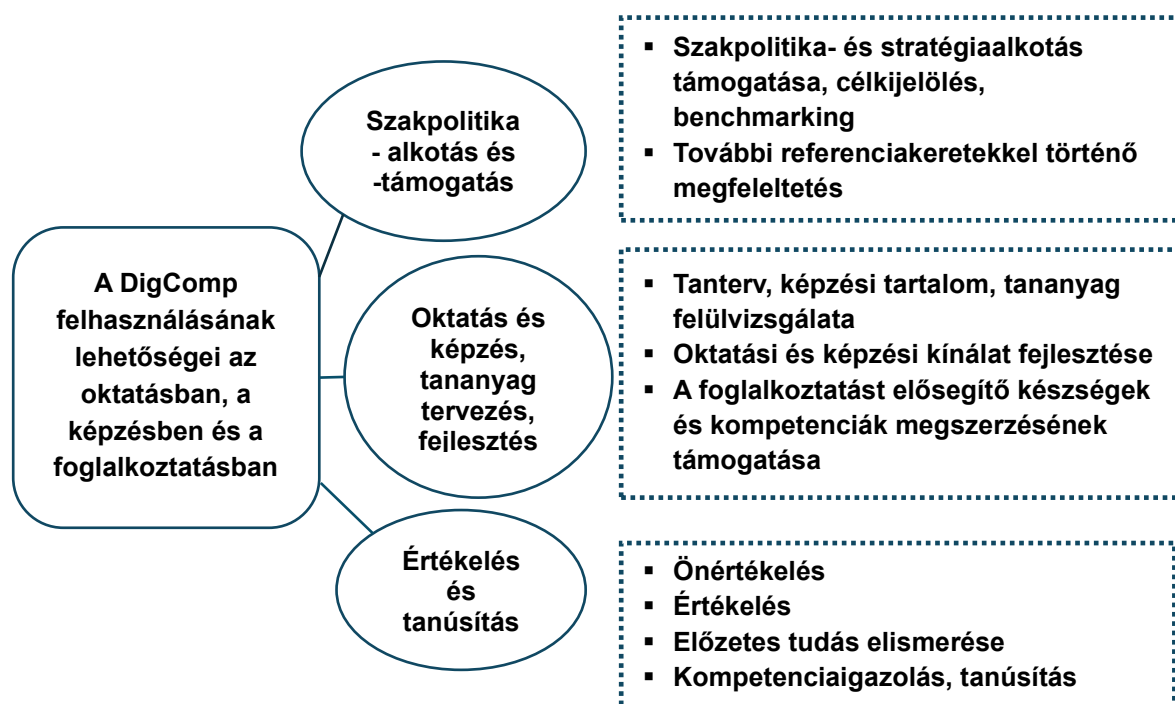 A DigComp
felhasználásának
lehetőségei az
oktatásban, a
képzésben és a
foglalkoztatásban
Szakpolitika
- alkotás és
-támogatás
▪ Szakpolitika- és stratégiaalkotás
támogatása, célkijelölés,
benchmarking
▪ További referenciakeretekkel történő
megfeleltetés
Oktatás és
képzés,
tananyag
tervezés,
fejlesztés
▪ Tanterv, képzési tartalom, tananyag
felülvizsgálata
▪ Oktatási és képzési kínálat fejlesztése
▪ A foglalkoztatást elősegítő készségek
és kompetenciák megszerzésének
támogatása
Értékelés
és
tanúsítás
▪ Önértékelés
▪ Értékelés
▪ Előzetes tudás elismerése
▪ Kompetenciaigazolás, tanúsítás